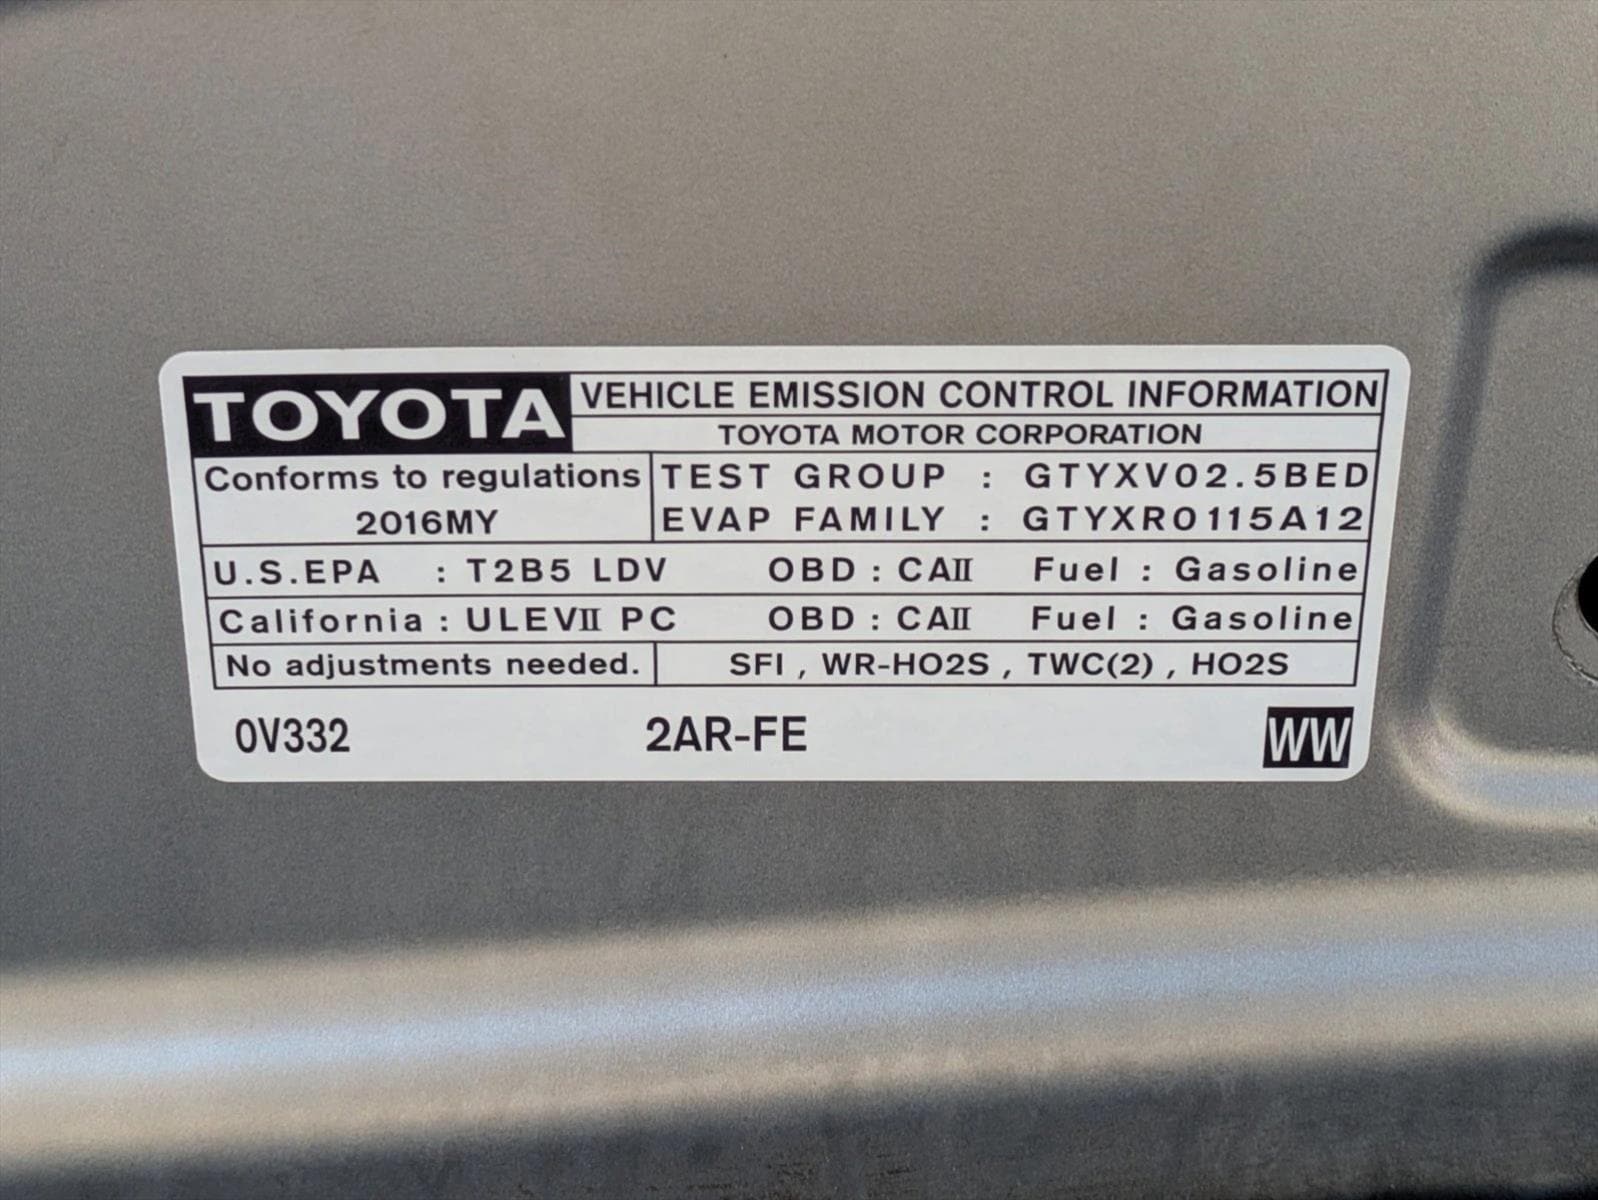 TOYOTA VEHICLE EMISSION CONTROL INFORMATION
TOYOTA MOTOR CORPORATION
Conforms to regulations TEST GROUP : GTYXV02.5BED
2016MY EVAP FAMILY : GTYXR0115A12
U.S.EPA : T2B5 LDV OBD : CAII Fuel : Gasoline
California : ULEVII PC OBD : CAII Fuel : Gasoline
No adjustments needed. SFI , WR-HO2S , TWC(2) , HO2S
0V332 2AR-FE WW